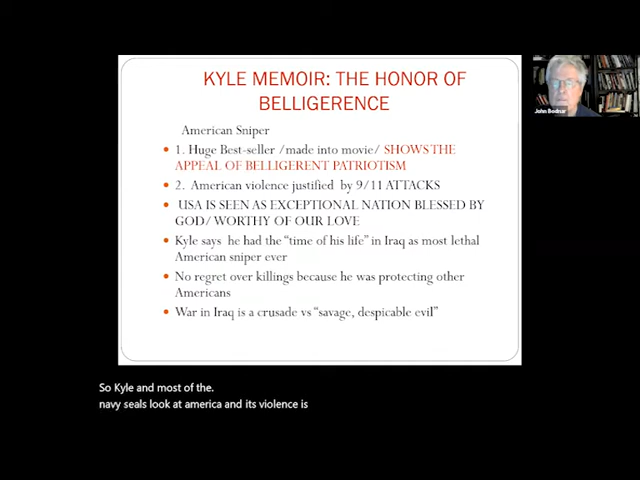 KYLE MEMOIR: THE HONOR OF
BELLIGERENCE
American Sniper
1. Huge Best-seller /made into movie/ SHOWS THE
APPEAL OF BELLIGERENT PATRIOTISM
2. American violence justified by 9/11 ATTACKS
USA IS SEEN AS EXCEPTIONAL NATION BLESSED BY
GOD/ WORTHY OF OUR LOVE
Kyle says he had the “time of his life” in Iraq as most lethal
American sniper ever
No regret over killings because he was protecting other
Americans
War in Iraq is a crusade vs “savage, despicable evil”
John Bodnar
So Kyle and most of the.
navy seals look at america and its violence is